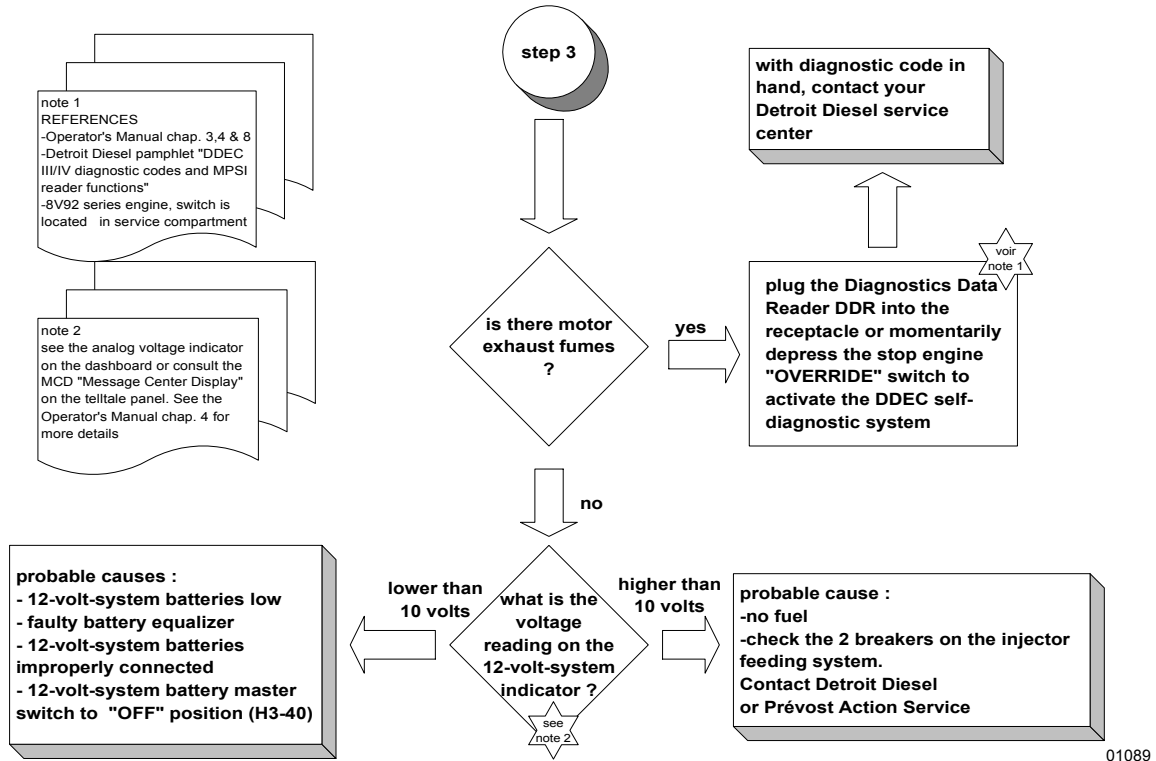 step 3
note 1
REFERENCES
-Operator's Manual chap. 3,4 & 8
-Detroit Diesel pamphlet "DDEC
III/IV diagnostic codes and MPSI
reader functions"
-8V92 series engine, switch is
located in service compartment
note 2
see the analog voltage indicator
on the dashboard or consult the
MCD "Message Center Display"
on the telltale panel. See the
Operator's Manual chap. 4 for
more details
is there motor
exhaust fumes
?
yes
voir
note 1
plug the Diagnostics Data
Reader DDR into the
receptacle or momentarily
depress the stop engine
"OVERRIDE" switch to
activate the DDEC self-
diagnostic system
with diagnostic code in
hand, contact your
Detroit Diesel service
center
no
what is the
voltage
reading on the
12-volt-system
indicator ?
see
note 2
lower than
10 volts
probable causes :
- 12-volt-system batteries low
- faulty battery equalizer
- 12-volt-system batteries
improperly connected
- 12-volt-system battery master
switch to "OFF" position (H3-40)
higher than
10 volts
probable cause :
-no fuel
-check the 2 breakers on the injector
feeding system.
Contact Detroit Diesel
or Prévost Action Service
01089